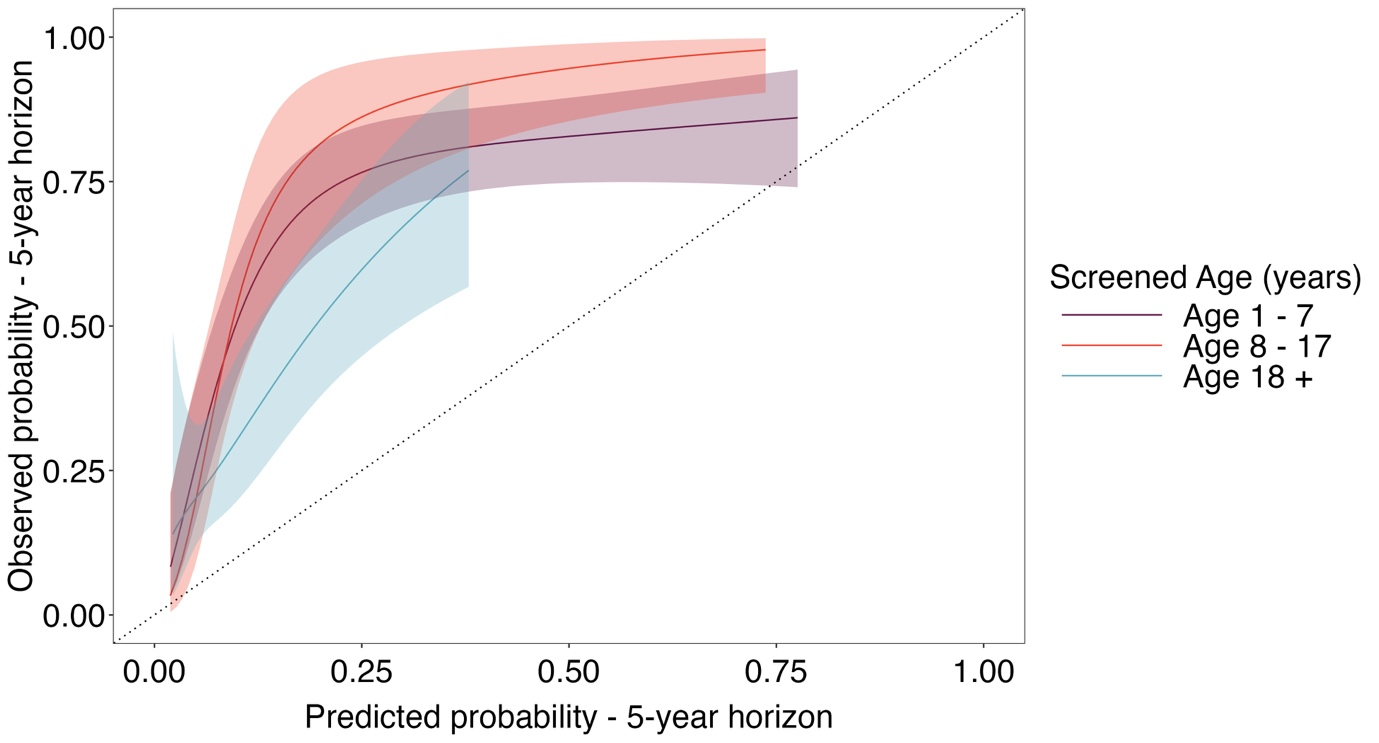 Observed probability - 5-year horizon
1.00
0.75
0.50
0.25
0.00
0.00 0.25 0.50 0.75 1.00
Predicted probability - 5-year horizon
Screened Age (years)
Age 1 - 7
Age 8 - 17
Age 18 +